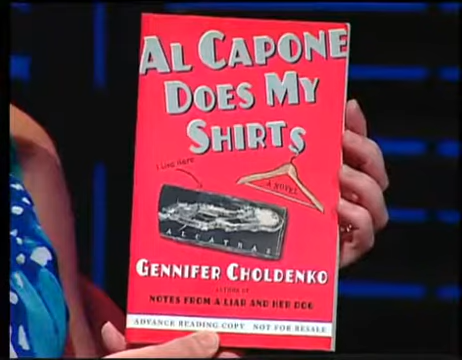 AL CAPONE
DOES MY
SHIRTS
I Live Here
A NOVEL
ALCATRAZ
GENNIFER CHOLDENKO
AUTHOR OF
NOTES FROM A LIAR AND HER DOG
ADVANCE READING COPY NOT FOR RESALE